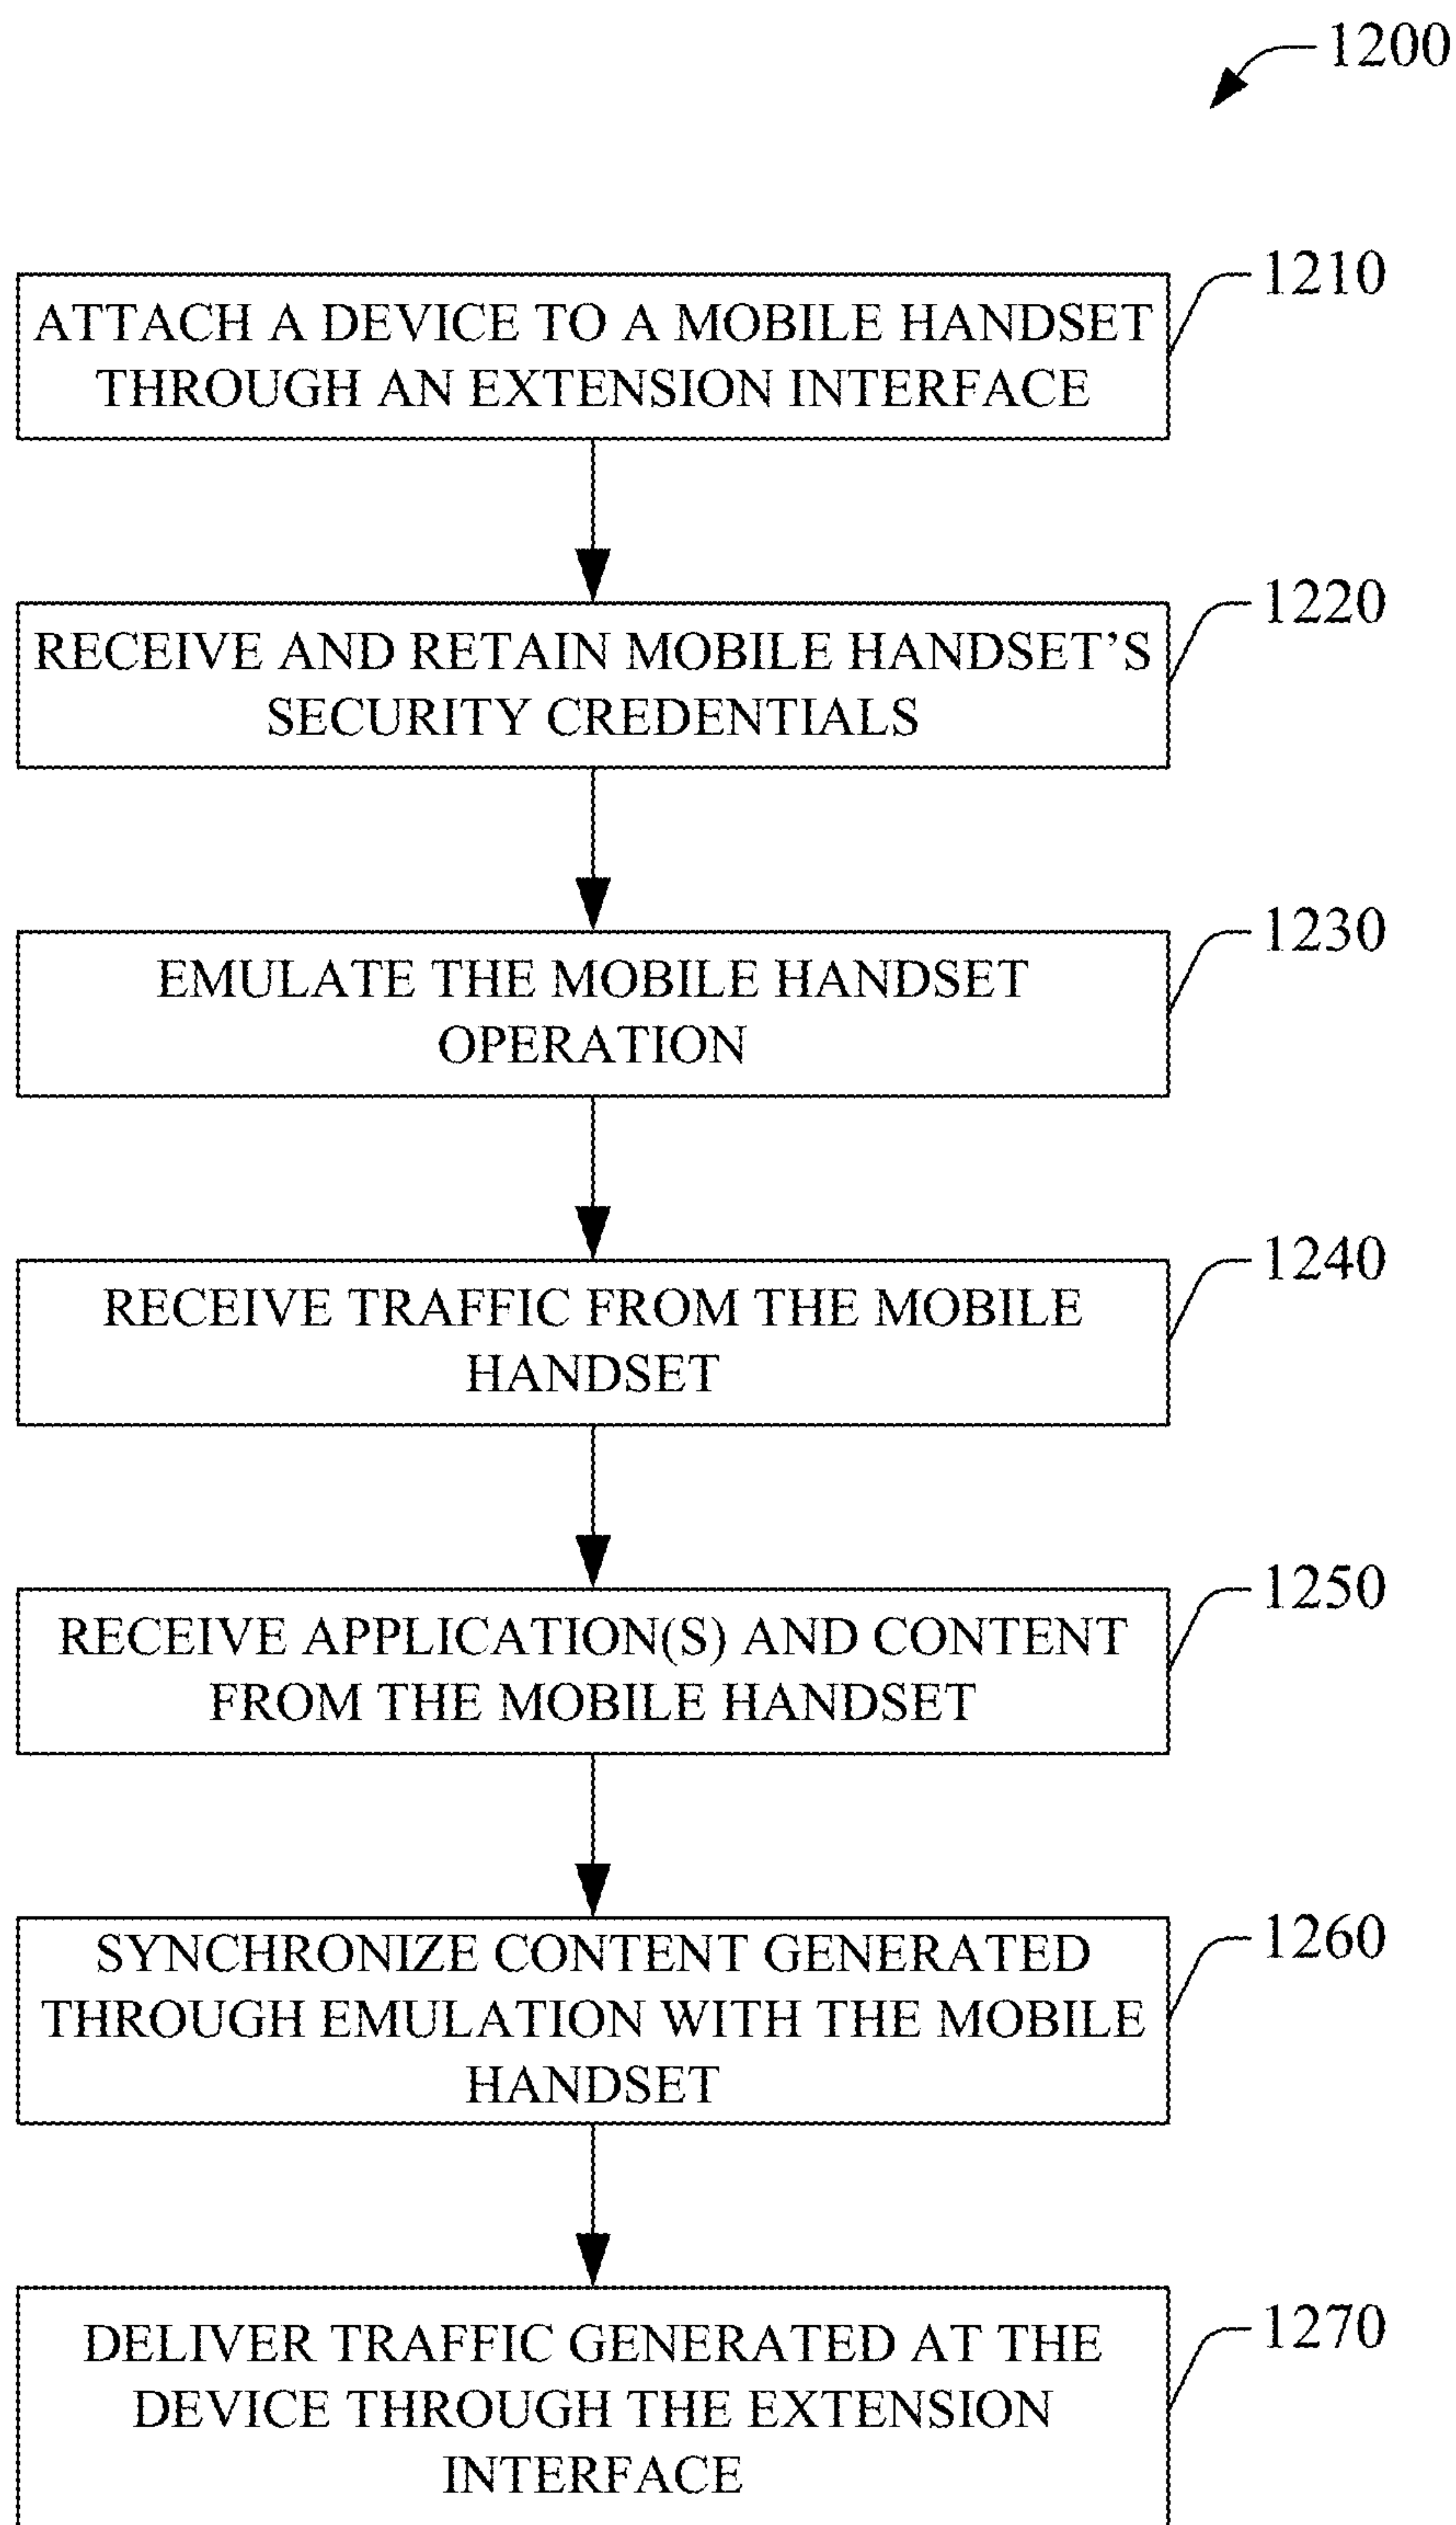 1200
1210
ATTACH A DEVICE TO A MOBILE HANDSET
THROUGH AN EXTENSION INTERFACE
1220
RECEIVE AND RETAIN MOBILE HANDSET’S
SECURITY CREDENTIALS
1230
EMULATE THE MOBILE HANDSET
OPERATION
1240
RECEIVE TRAFFIC FROM THE MOBILE
HANDSET
1250
RECEIVE APPLICATION(S) AND CONTENT
FROM THE MOBILE HANDSET
1260
SYNCHRONIZE CONTENT GENERATED
THROUGH EMULATION WITH THE MOBILE
HANDSET
1270
DELIVER TRAFFIC GENERATED AT THE
DEVICE THROUGH THE EXTENSION
INTERFACE